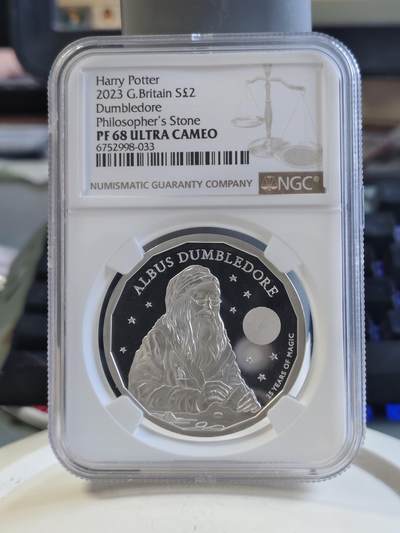 Harry Potter
2023 G.Britain S£2
Dumbledore
Philosopher's Stone
PF 68 ULTRA CAMEO
6752998-033
NUMISMATIC GUARANTY COMPANY
NGC®
ALBUS DUMBLEDORE
25 YEARS OF MAGIC